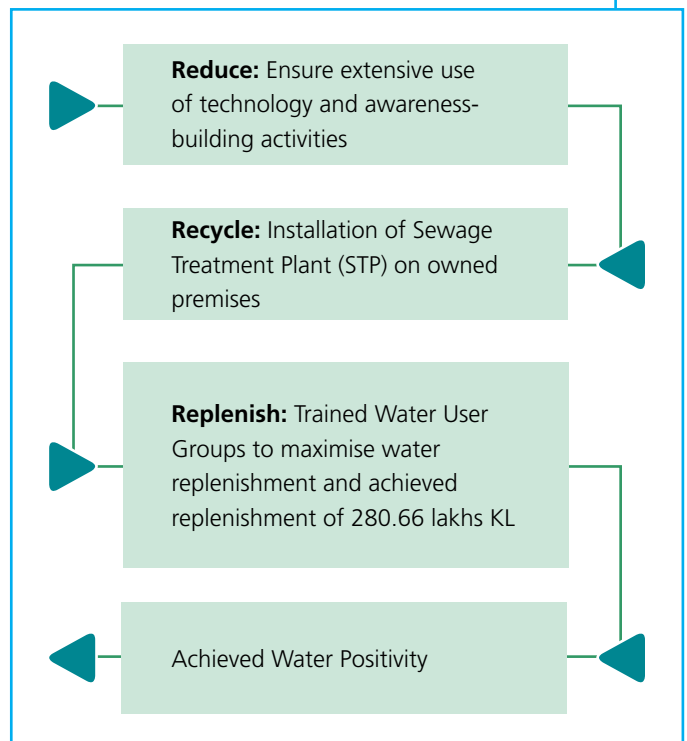 Reduce: Ensure extensive use
of technology and awareness-
building activities
Recycle: Installation of Sewage
Treatment Plant (STP) on owned
premises
Replenish: Trained Water User
Groups to maximise water
replenishment and achieved
replenishment of 280.66 lakhs KL
Achieved Water Positivity